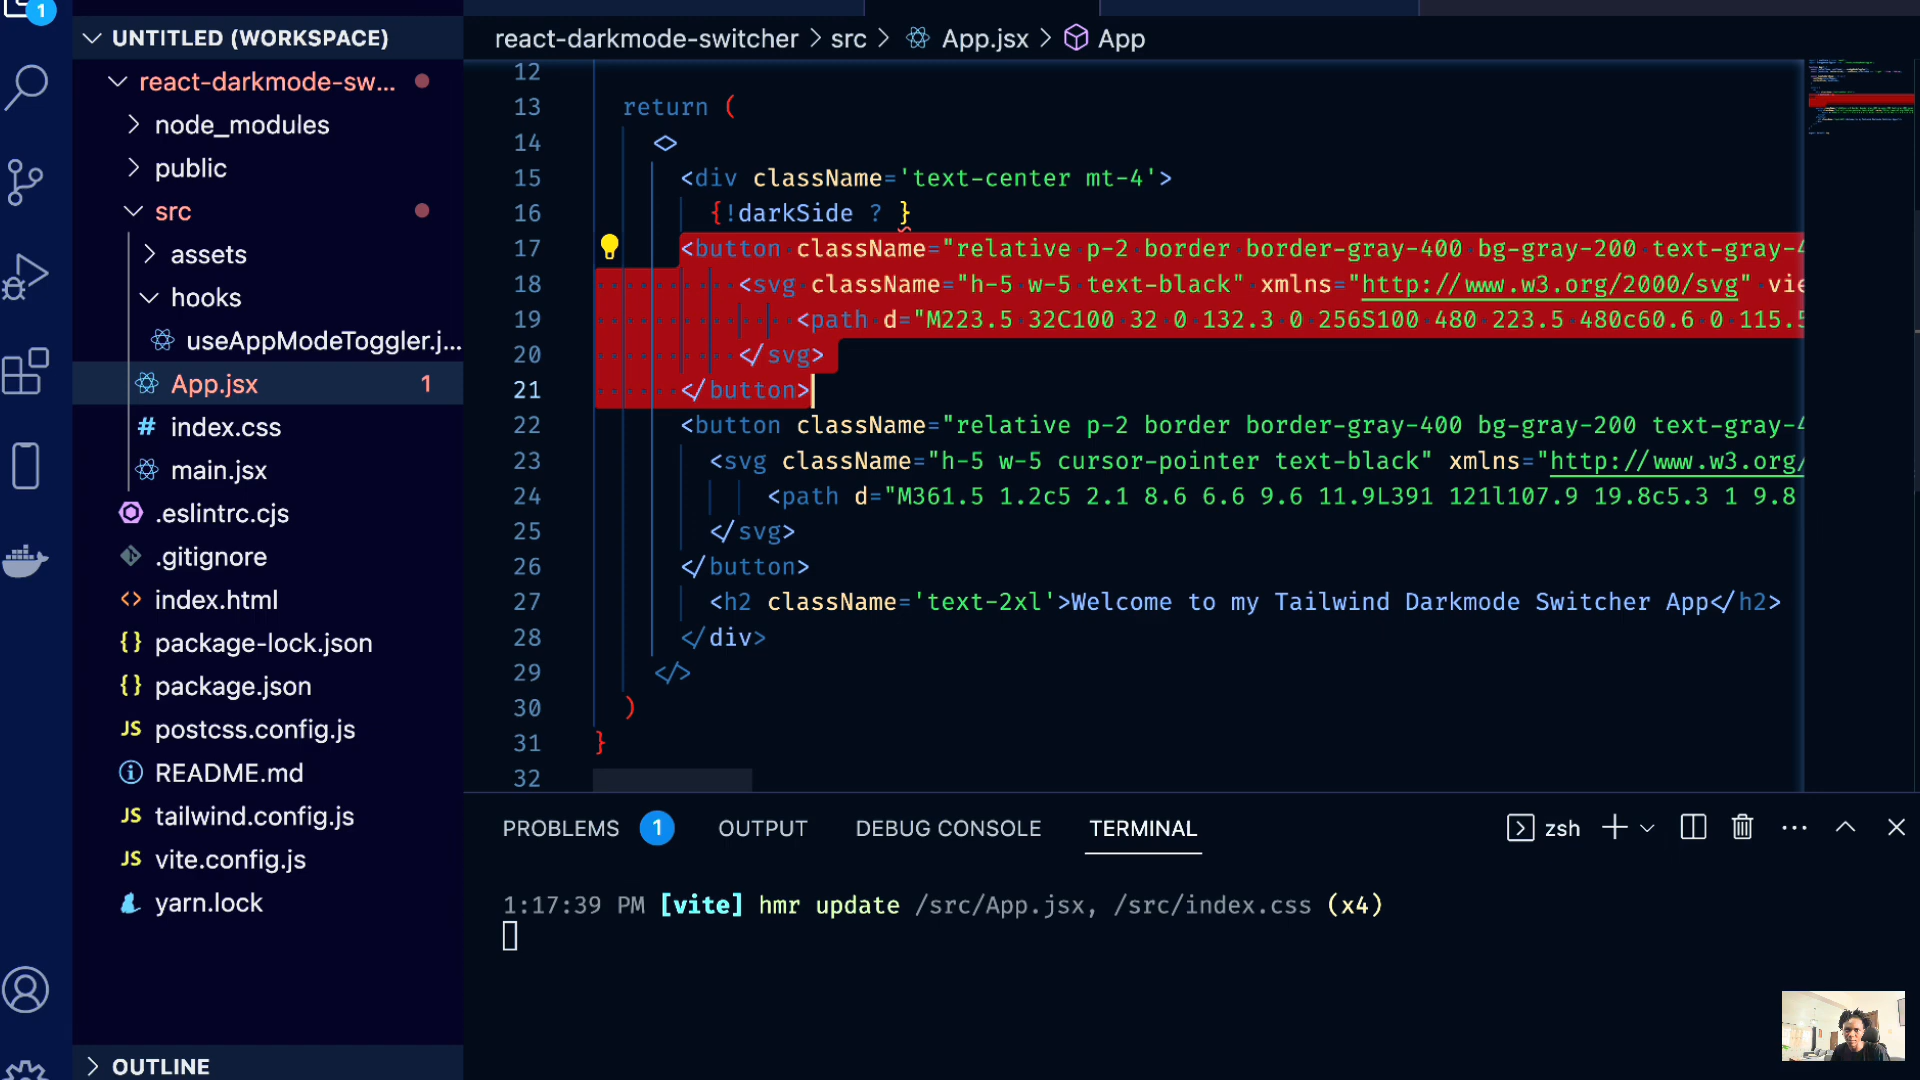 1
UNTITLED (WORKSPACE)
react-darkmode-sw...
node_modules
public
src
assets
hooks
useAppModeToggler.j...
App.jsx 1
# index.css
main.jsx
.eslintrc.cjs
.gitignore
<> index.html
{} package-lock.json
{} package.json
JS postcss.config.js
README.md
JS tailwind.config.js
JS vite.config.js
yarn.lock
OUTLINE
react-darkmode-switcher > src > App.jsx > App
12
13 return (
14 <>
15 <div className='text-center mt-4'>
16 {!darkSide ? }
17 <button className="relative p-2 border border-gray-400 bg-gray-200 text-gray-4
18 <svg className="h-5 w-5 text-black" xmlns="http://www.w3.org/2000/svg" vie
19 <path d="M223.5 32C100 32 0 132.3 0 256S100 480 223.5 480c60.6 0 115.5
20 </svg>
21 </button>
22 <button className="relative p-2 border border-gray-400 bg-gray-200 text-gray-4
23 <svg className="h-5 w-5 cursor-pointer text-black" xmlns="http://www.w3.org/
24 <path d="M361.5 1.2c5 2.1 8.6 6.6 9.6 11.9L391 121l107.9 19.8c5.3 1 9.8
25 </svg>
26 </button>
27 <h2 className='text-2xl'>Welcome to my Tailwind Darkmode Switcher App</h2>
28 </div>
29 </>
30 )
31 }
32
PROBLEMS 1 OUTPUT DEBUG CONSOLE TERMINAL zsh
1:17:39 PM [vite] hmr update /src/App.jsx, /src/index.css (x4)